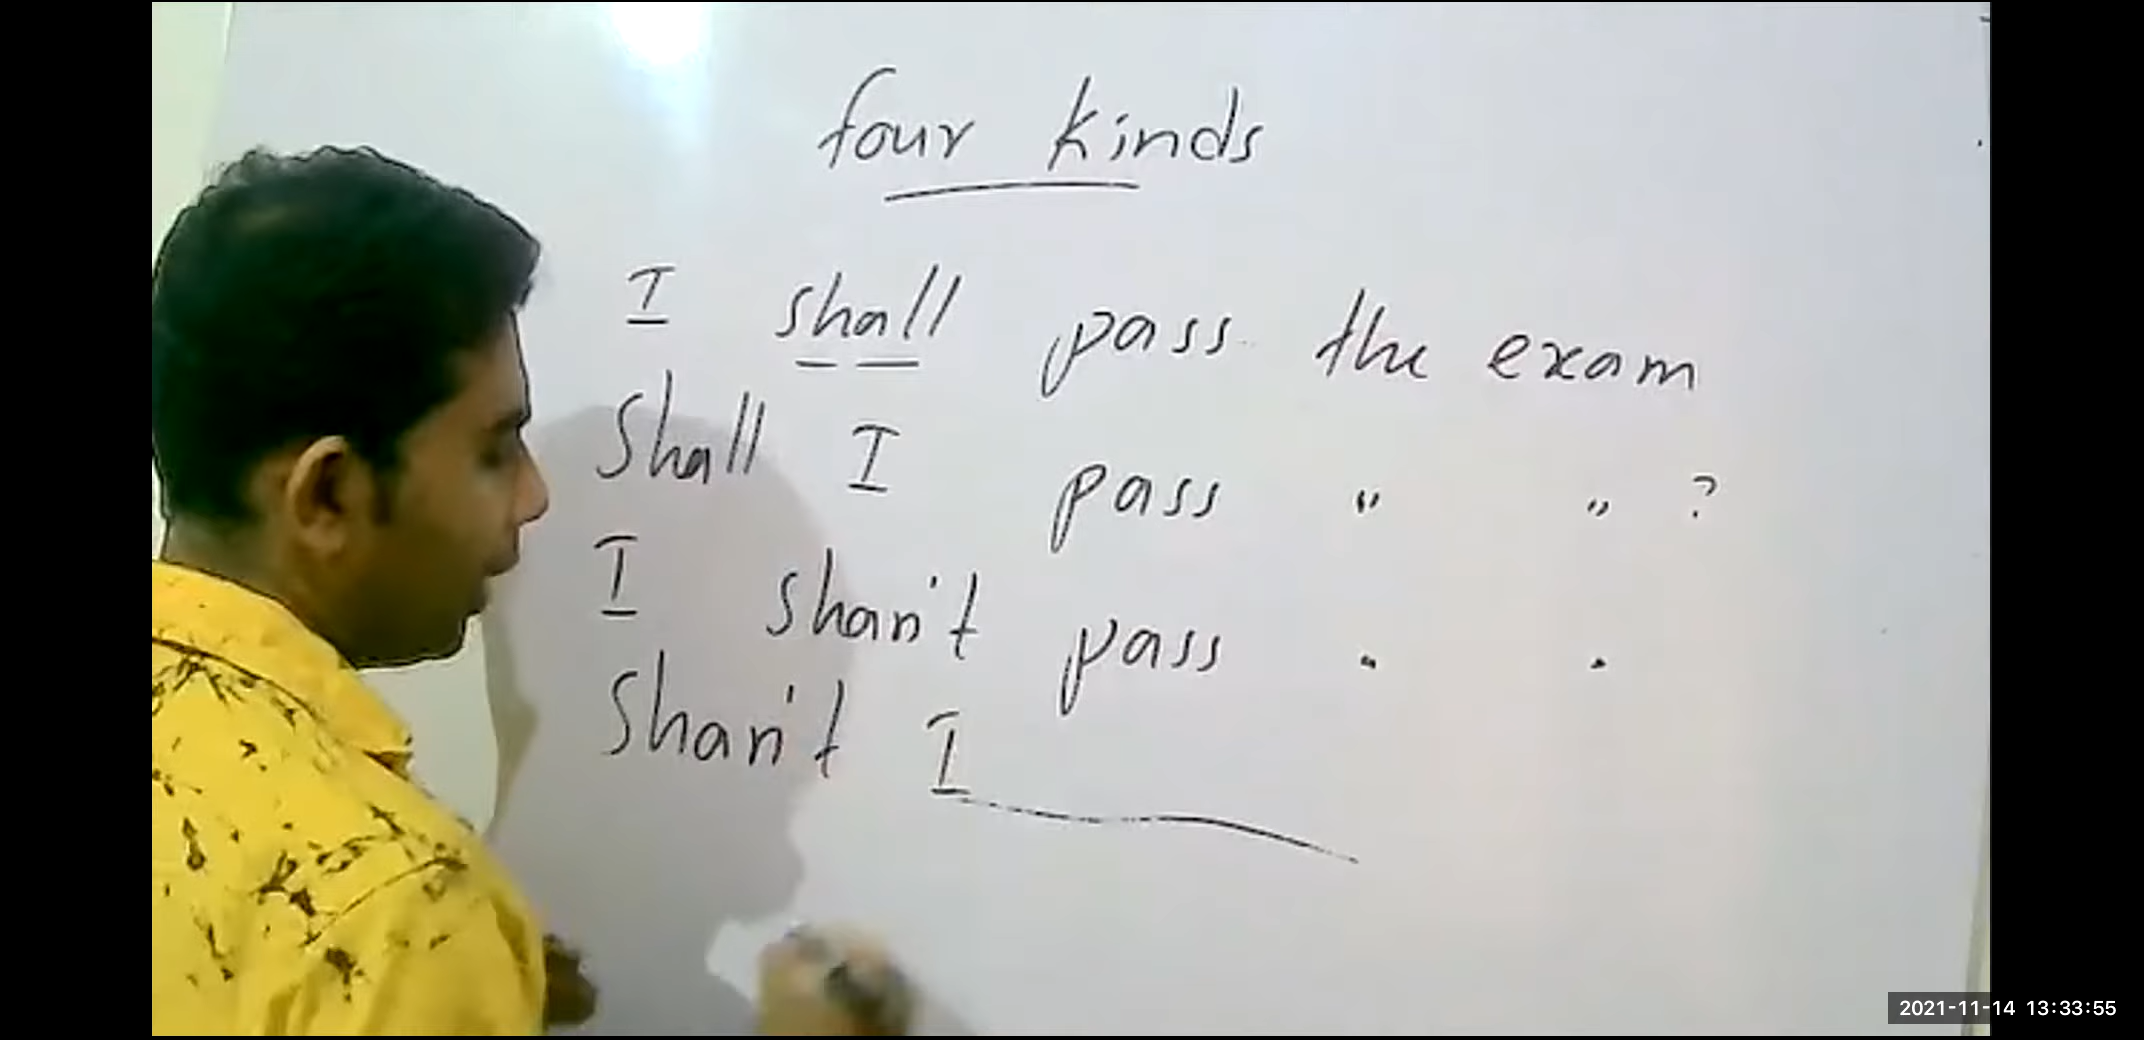 four kinds
I shall pass the exam
Shall I pass " " ?
I shan't pass " "
Shan't I
2021-11-14 13:33:55